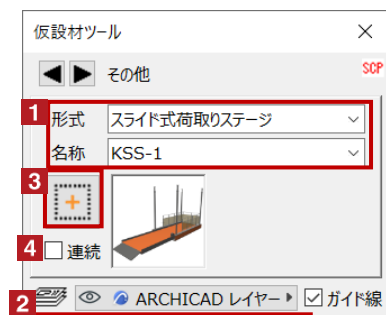 仮設材ツール
その他
SCP
1
形式 スライド式荷取りステージ
名称 KSS-1
3
4 連続
2 ARCHICAD レイヤー ガイド線